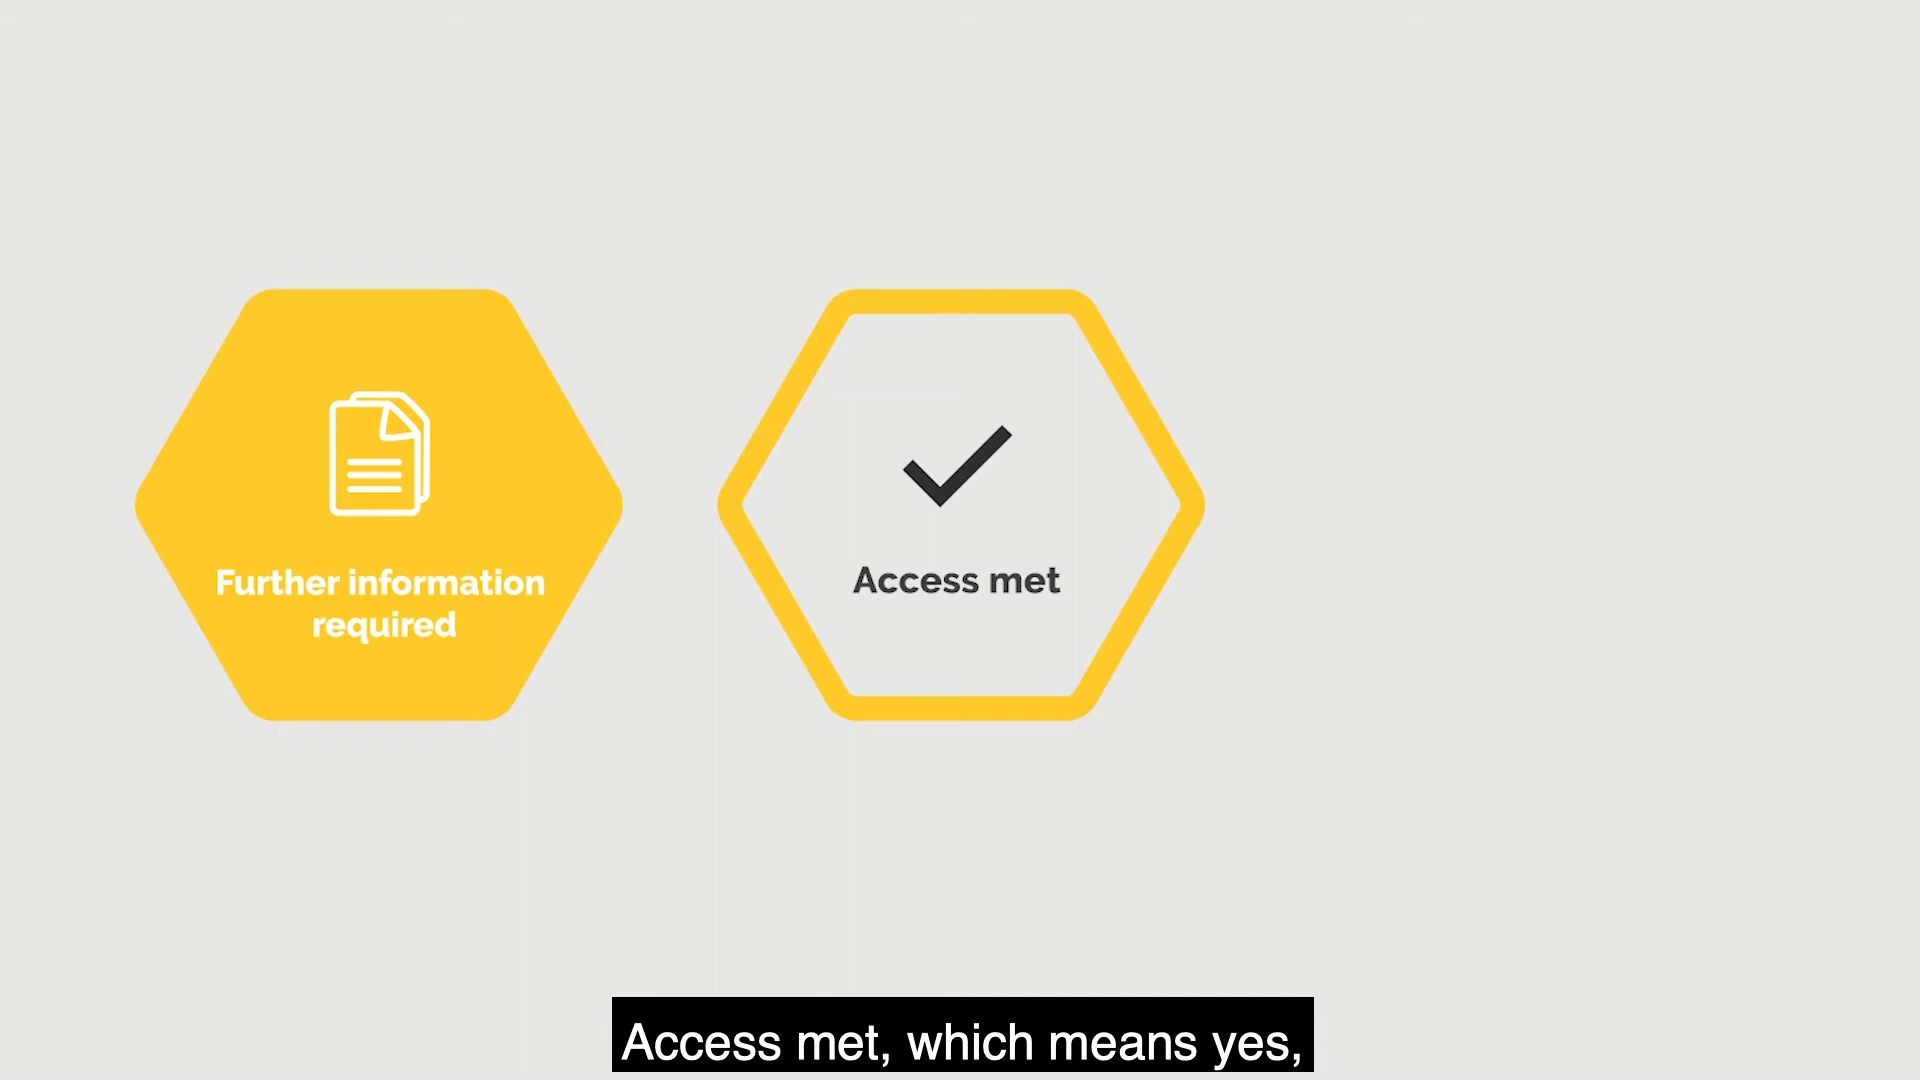 Further information
required
Access met
Access met, which means yes,